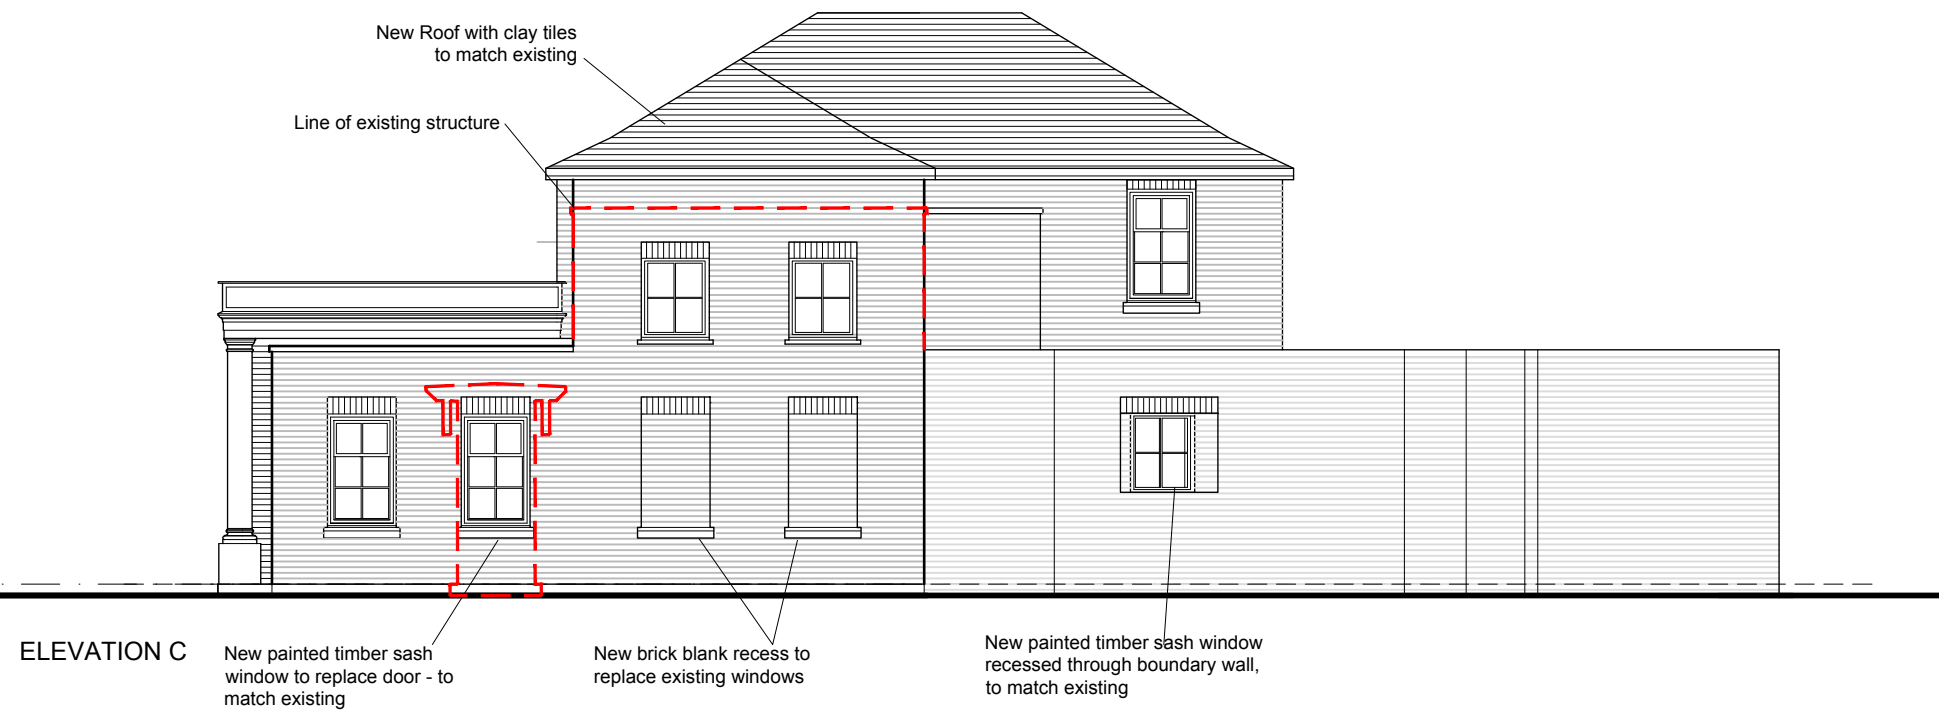 New Roof with clay tiles
to match existing
Line of existing structure
ELEVATION C
New painted timber sash
window to replace door - to
match existing
New brick blank recess to
replace existing windows
New painted timber sash window
recessed through boundary wall,
to match existing